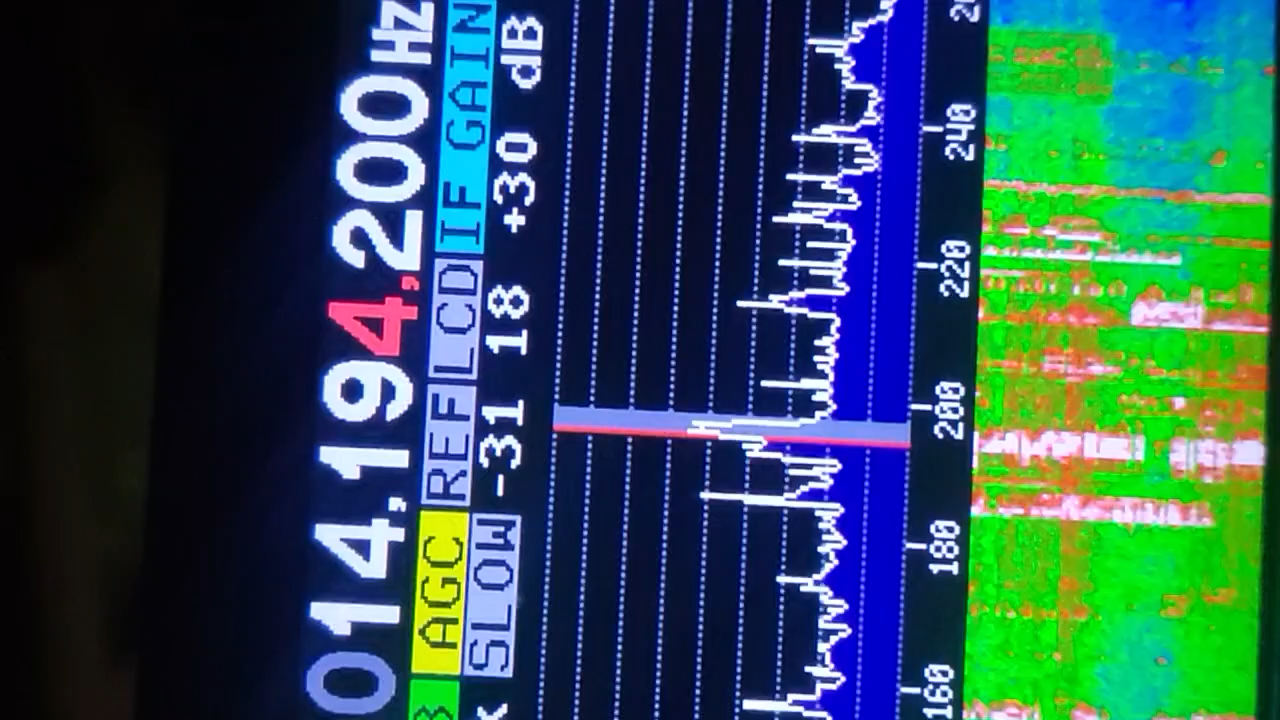 014,194,200Hz
AGC REF LCD IF GAIN
SLOW -31 18 +30 dB
160 180 200 220 240